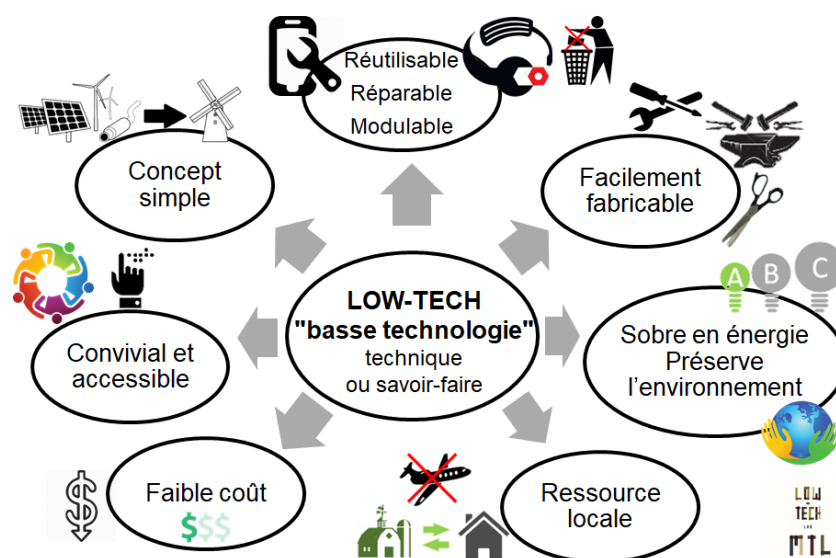 Réutilisable
Réparable
Modulable
Concept
simple
Facilement
fabricable
A B C
LOW-TECH
"basse technologie"
technique
ou savoir-faire
Convivial et
accessible
Sobre en énergie
Préserve
l'environnement
Faible coût
$$$
Ressource
locale
LOW
-
TECH
LAB
MTL